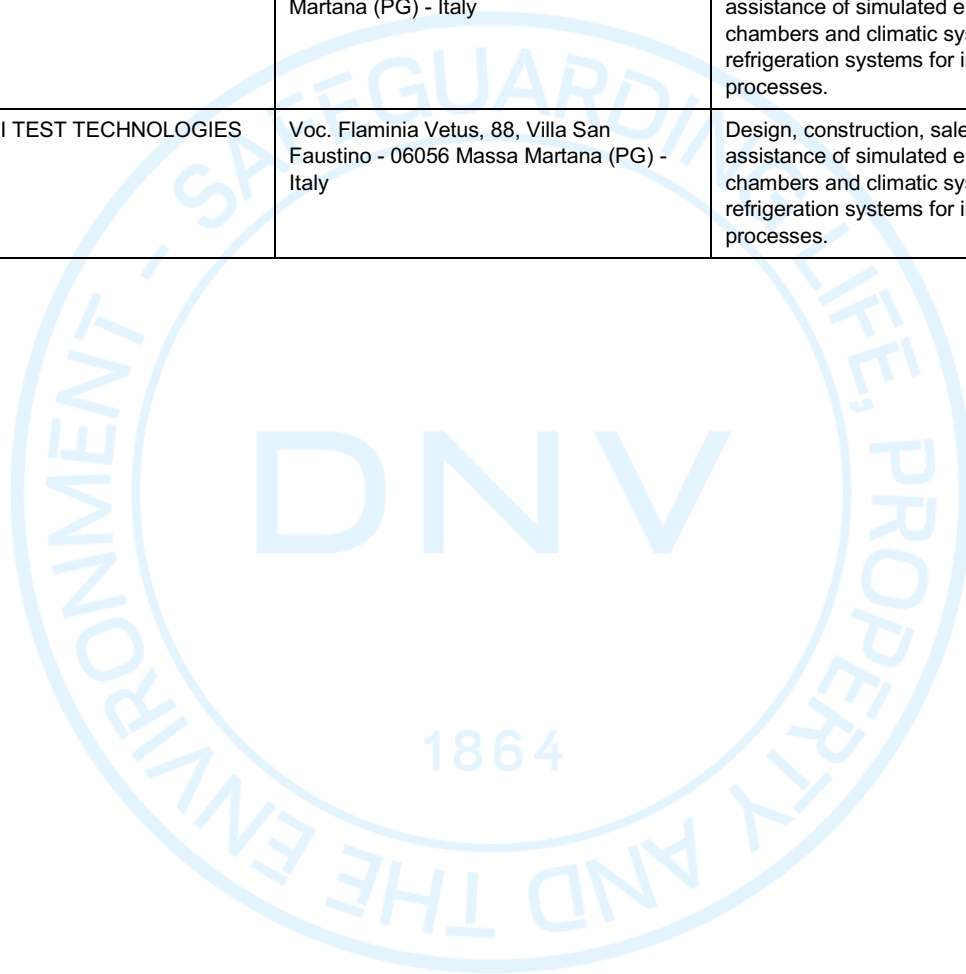 Martana (PG) - Italy
assistance of simulated
chambers and climatic
refrigeration systems for
processes.
I TEST TECHNOLOGIES
Voc. Flaminia Vetus, 88, Villa San
Faustino - 06056 Massa Martana (PG) -
Italy
Design, construction, sale
assistance of simulated
chambers and climatic
refrigeration systems for
processes.
SAFEGUARDING LIFE, PROPERTY AND THE ENVIRONMENT -
DNV
1864